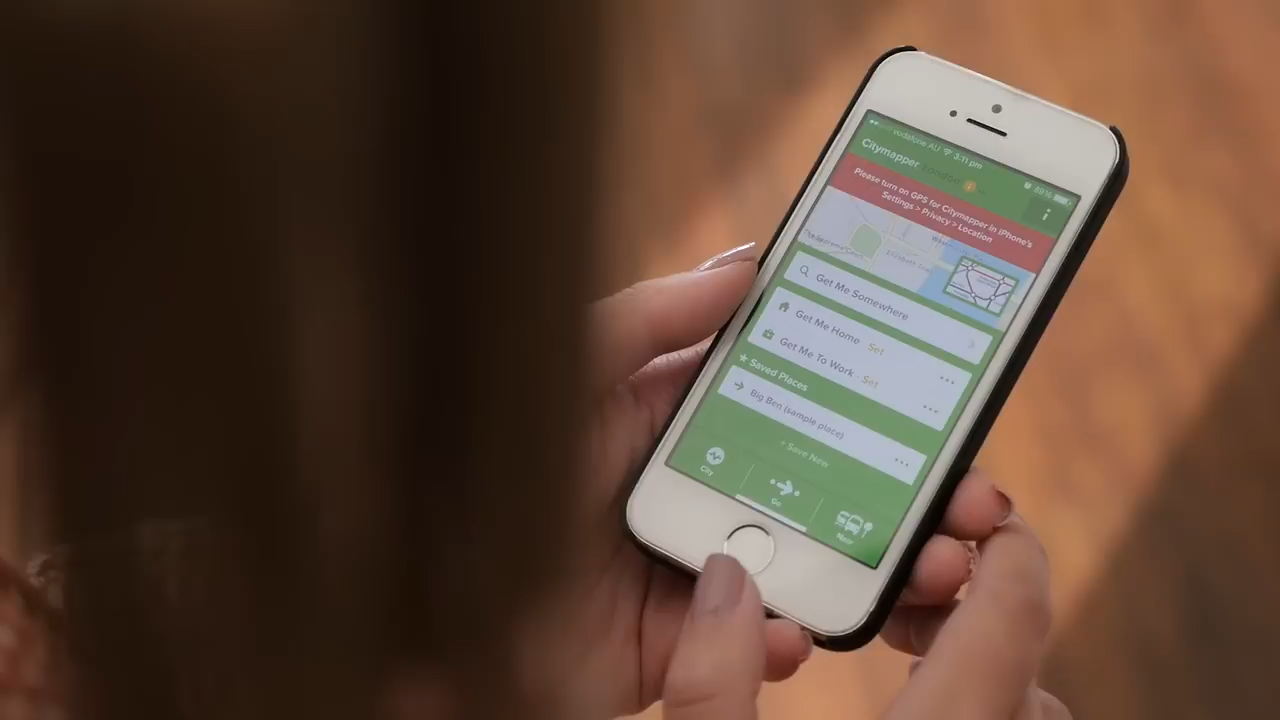 vodafone AU 3:11 pm 89%
Citymapper London
Please turn on GPS for Citymapper in iPhone's
Settings > Privacy > Location
Get Me Somewhere
Get Me Home Set
Get Me To Work - Set
★ Saved Places
Big Ben (sample place)
+ Save New
City
Go
Near